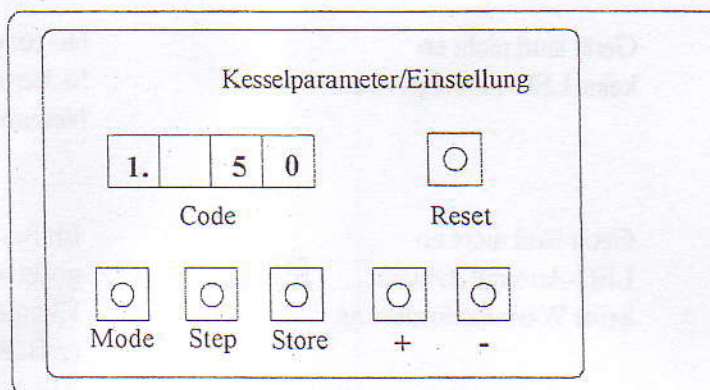 Kesselparameter/Einstellung
1. 5 0
Code
Reset
Mode Step Store + -